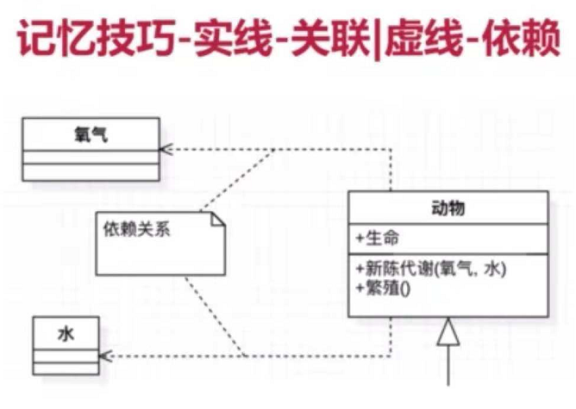 记忆技巧-实线-关联|虚线-依赖
氧气
依赖关系
动物
+生命
+新陈代谢(氧气, 水)
+繁殖()
水